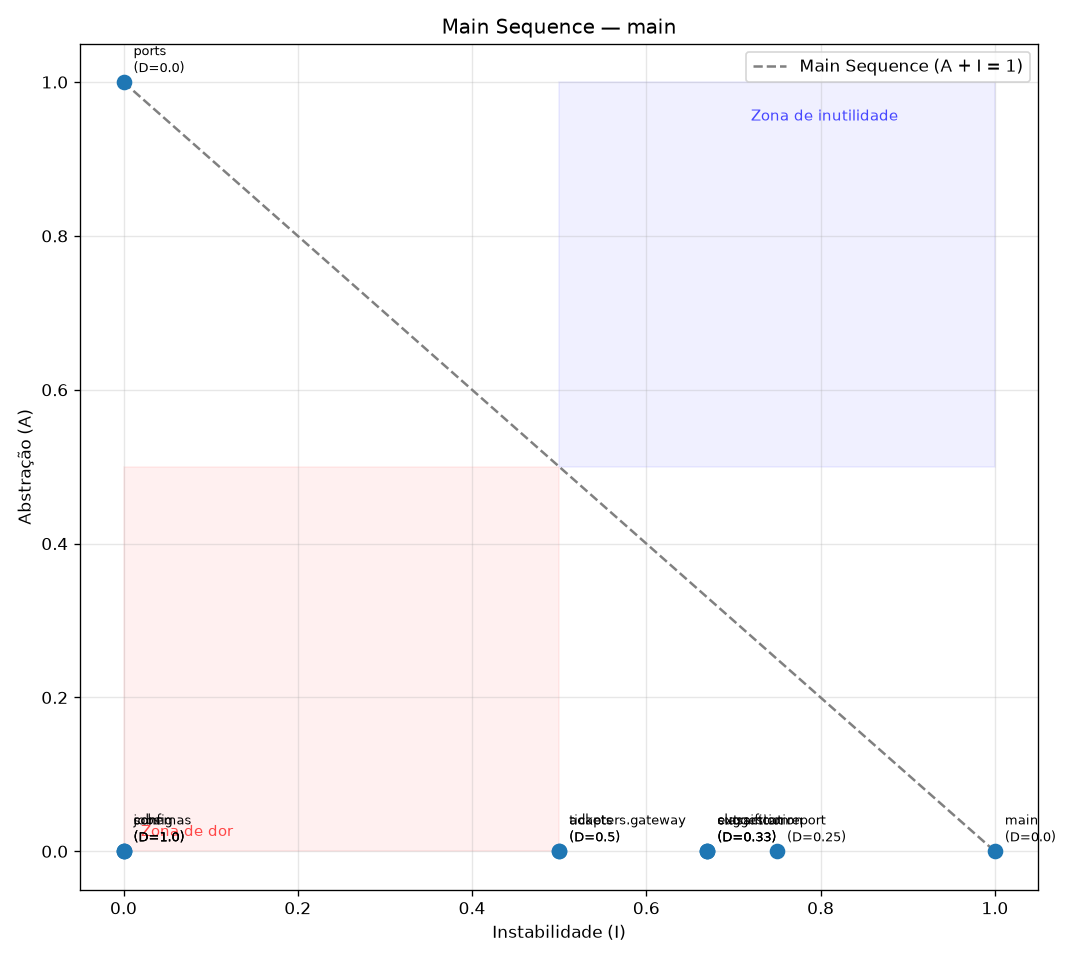 Main Sequence — main
ports
(D=0.0)
Main Sequence (A + I = 1)
Zona de inutilidade
1.0
0.8
0.6
0.4
0.2
0.0
Abstração (A)
Zona de dor
(D=1.0)
(D=0.5)
(D=0.33)
(D=0.25)
main
(D=0.0)
0.0
0.2
0.4
0.6
0.8
1.0
Instabilidade (I)